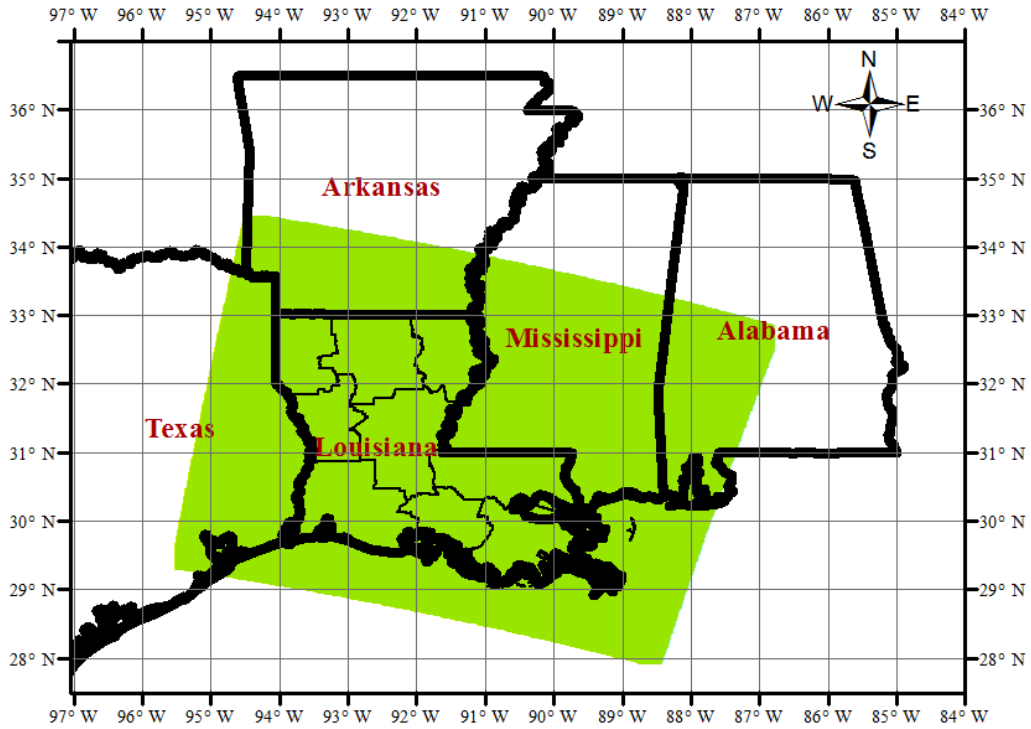 97° W 96° W 95° W 94° W 93° W 92° W 91° W 90° W 89° W 88° W 87° W 86° W 85° W 84° W
N
36° N W E 36° N
S
35° N Arkansas 35° N
34° N 34° N
33° N 33° N
Mississippi Alabama
32° N 32° N
Texas
31° N Louisiana 31° N
30° N 30° N
29° N 29° N
28° N 28° N
97° W 96° W 95° W 94° W 93° W 92° W 91° W 90° W 89° W 88° W 87° W 86° W 85° W 84° W